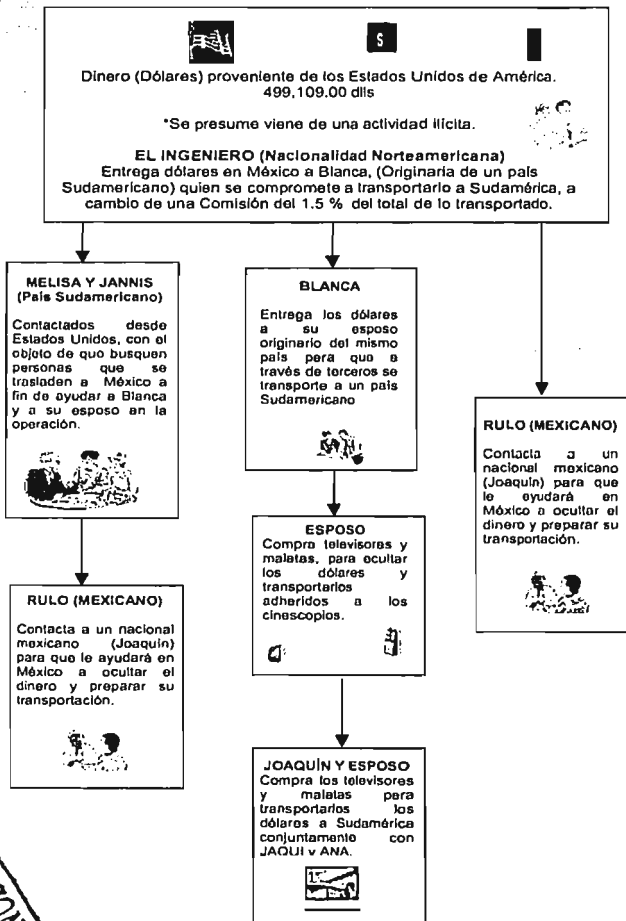 S
Dinero (Dólares) proveniente de los Estados Unidos de América.
499,109.00 dlls
*Se presume viene de una actividad ilícita.
EL INGENIERO (Nacionalidad Norteamericana)
Entrega dólares en México a Blanca, (Originaria de un país
Sudamericano) quien se compromete a transportarlo a Sudamérica, a
cambio de una Comisión del 1.5 % del total de lo transportado.
MELISA Y JANNIS
(País Sudamericano)
Contactados desde
Estados Unidos, con el
objeto de que busquen
personas que se
trasladen a México a
fin de ayudar a Blanca
y a su esposo en la
operación.
RULO (MEXICANO)
Contacta a un nacional
mexicano (Joaquín)
para que le ayudará en
México a ocultar el
dinero y preparar su
transportación.
BLANCA
Entrega los dólares
a su esposo
originario del mismo
país para que a
través de terceros se
transporte a un país
Sudamericano
ESPOSO
Compra televisores y
maletas, para ocultar
los dólares y
transportarlos
adheridos a los
cinescopios.
JOAQUÍN Y ESPOSO
Compra los televisores
y maletas para
transportarlos los
dólares a Sudamérica
conjuntamente con
JAQUI y ANA.
RULO (MEXICANO)
Contacta a un
nacional mexicano
(Joaquín) para que
le ayudará en
México a ocultar el
dinero y preparar su
transportación.